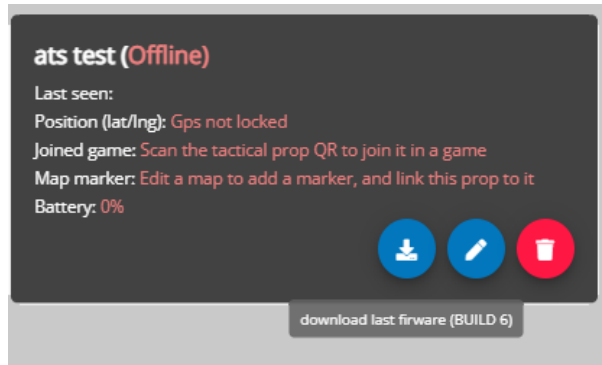 ats test (Offline)
Last seen:
Position (lat/lng): Gps not locked
Joined game: Scan the tactical prop QR to join it in a game
Map marker: Edit a map to add a marker, and link this prop to it
Battery: 0%
download last firware (BUILD 6)